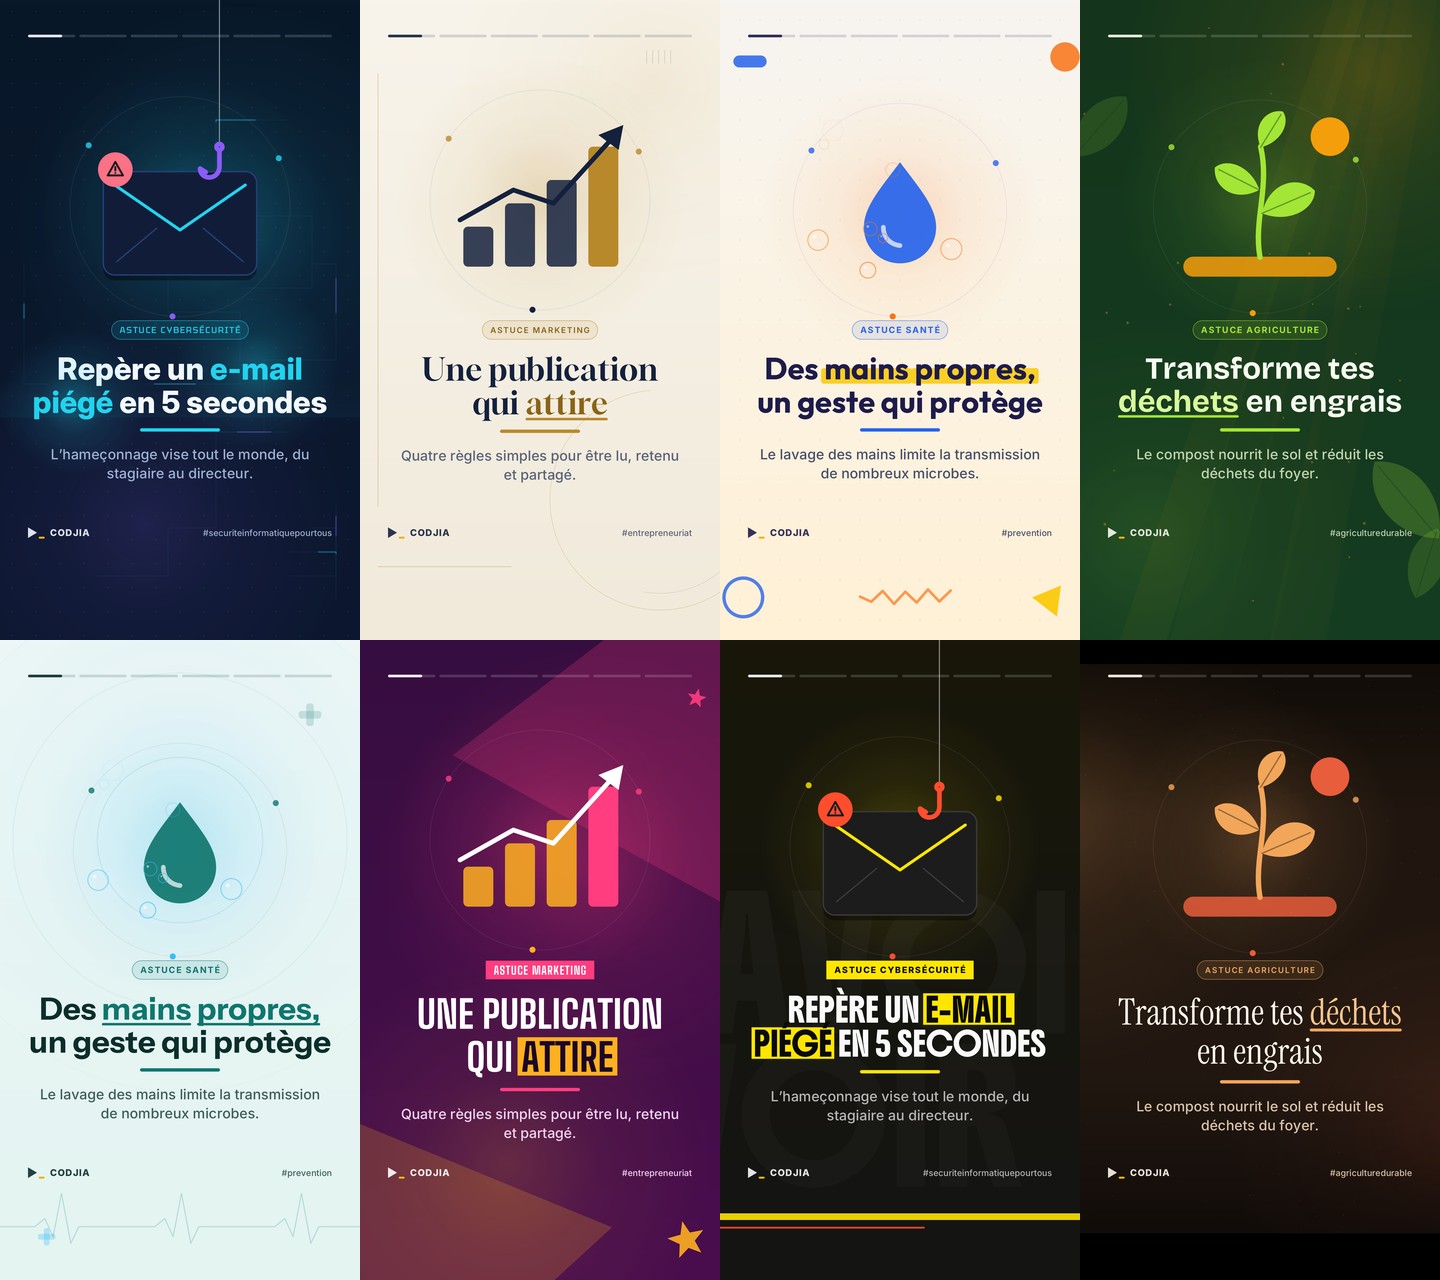 ASTUCE CYBERSÉCURITÉ
Repère un e-mail
piégé en 5 secondes
L'hameçonnage vise tout le monde, du
stagiaire au directeur.
CODJIA
#securiteinformatiquepourtous
ASTUCE MARKETING
Une publication
qui attire
Quatre règles simples pour être lu, retenu
et partagé.
CODJIA
#entrepreneuriat
ASTUCE SANTÉ
Des mains propres,
un geste qui protège
Le lavage des mains limite la transmission
de nombreux microbes.
CODJIA
#prevention
ASTUCE AGRICULTURE
Transforme tes
déchets en engrais
Le compost nourrit le sol et réduit les
déchets du foyer.
CODJIA
#agriculturedurable
ASTUCE SANTÉ
Des mains propres,
un geste qui protège
Le lavage des mains limite la transmission
de nombreux microbes.
CODJIA
#prevention
ASTUCE MARKETING
UNE PUBLICATION
QUI ATTIRE
Quatre règles simples pour être lu, retenu
et partagé.
CODJIA
#entrepreneuriat
ASTUCE CYBERSÉCURITÉ
REPÈRE UN E-MAIL
PIÉGÉ EN 5 SECONDES
L'hameçonnage vise tout le monde, du
stagiaire au directeur.
CODJIA
#securiteinformatiquepourtous
ASTUCE AGRICULTURE
Transforme tes déchets
en engrais
Le compost nourrit le sol et réduit les
déchets du foyer.
CODJIA
#agriculturedurable